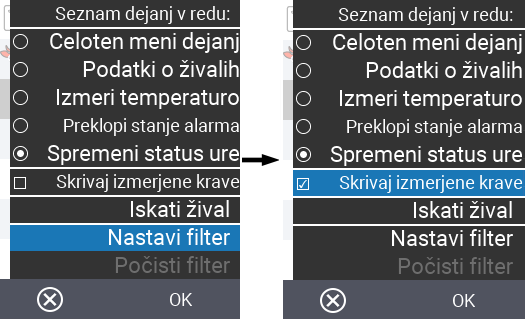 Seznam dejanj v redu:
Celoten meni dejanj
Podatki o živalih
Izmeri temperaturo
Preklopi stanje alarma
Spremeni status ure
Skrivaj izmerjene krave
Iskati žival
Nastavi filter
Počisti filter
OK
Seznam dejanj v redu:
Celoten meni dejanj
Podatki o živalih
Izmeri temperaturo
Preklopi stanje alarma
Spremeni status ure
Skrivaj izmerjene krave
Iskati žival
Nastavi filter
Počisti filter
OK